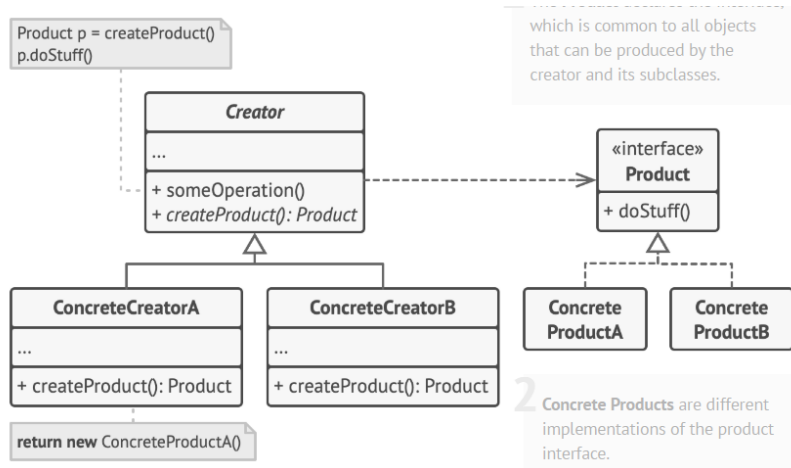 Product p = createProduct()
p.doStuff()
which is common to all objects
that can be produced by the
creator and its subclasses.
Creator
...
+ someOperation()
+ createProduct(): Product
«interface»
Product
+ doStuff()
ConcreteCreatorA
...
+ createProduct(): Product
return new ConcreteProductA()
ConcreteCreatorB
...
+ createProduct(): Product
Concrete
ProductA
Concrete
ProductB
2
Concrete Products are different
implementations of the product
interface.